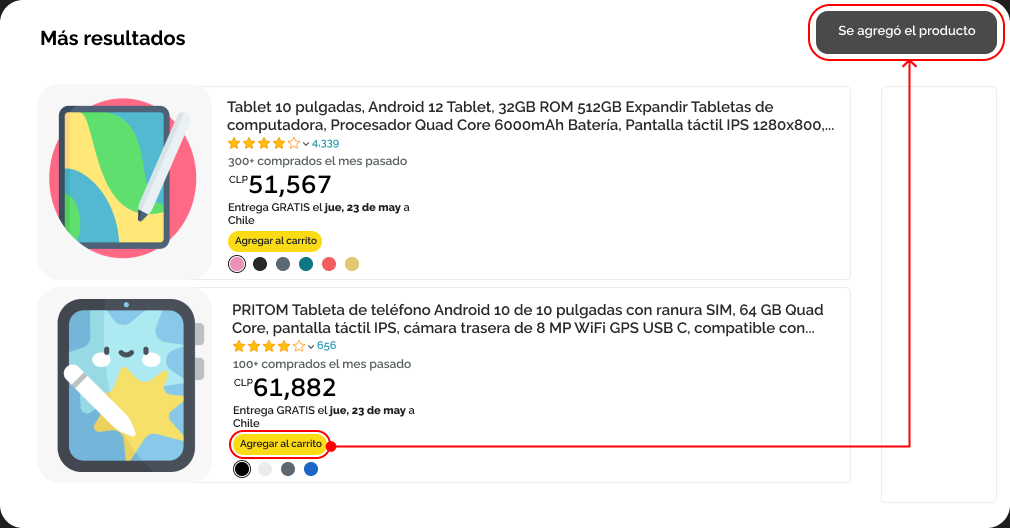 Más resultados
Se agregó el producto
Tablet 10 pulgadas, Android 12 Tablet, 32GB ROM 512GB Expandir Tabletas de
computadora, Procesador Quad Core 6000mAh Batería, Pantalla táctil IPS 1280x800,...
4,339
300+ comprados el mes pasado
CLP51,567
Entrega GRATIS el jue, 23 de may a
Chile
Agregar al carrito
PRITOM Tableta de teléfono Android 10 de 10 pulgadas con ranura SIM, 64 GB Quad
Core, pantalla táctil IPS, cámara trasera de 8 MP WiFi GPS USB C, compatible con...
656
100+ comprados el mes pasado
CLP61,882
Entrega GRATIS el jue, 23 de may a
Chile
Agregar al carrito